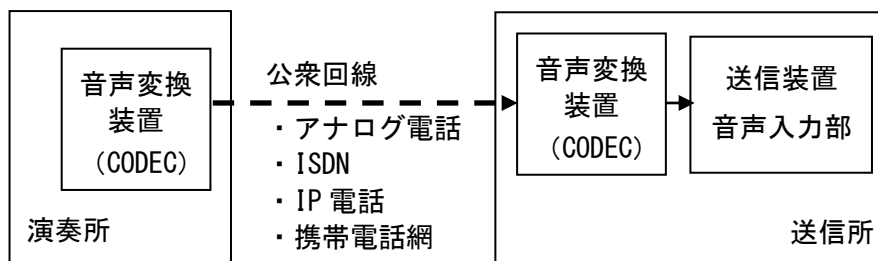 音声変換
装置
(CODEC)
演奏所
公衆回線
・アナログ電話
・ISDN
・IP 電話
・携帯電話網
音声変換
装置
(CODEC)
送信装置
音声入力部
送信所